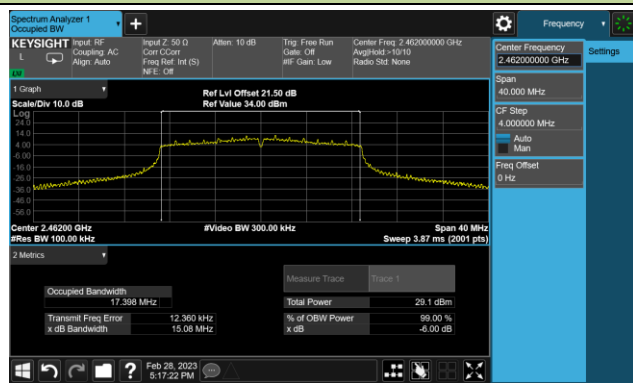 Spectrum Analyzer 1
Occupied BW
Frequency
KEYSIGHT
L
Input: RF
Coupling: AC
Align: Auto
Input Z: 50 Ω
Corr CCorr
Freq Ref: Int (S)
NFE: Off
Atten: 10 dB
Trig: Free Run
Gate: Off
#IF Gain: Low
Center Freq: 2.462000000 GHz
Avg|Hold:>10/10
Radio Std: None
1 Graph
Scale/Div 10.0 dB
Ref Lvl Offset 21.50 dB
Ref Value 34.00 dBm
Log
24.0
14.0
4.00
-6.00
-16.0
-26.0
-36.0
-46.0
-56.0
Center 2.46200 GHz
#Res BW 100.00 kHz
#Video BW 300.00 kHz
Span 40 MHz
Sweep 3.87 ms (2001 pts)
2 Metrics
Measure Trace Trace 1
Occupied Bandwidth
17.398 MHz
Total Power 29.1 dBm
Transmit Freq Error 12.360 kHz
% of OBW Power 99.00 %
x dB Bandwidth 15.08 MHz
x dB -6.00 dB
Feb 28, 2023
5:17:22 PM
Center Frequency
2.462000000 GHz
Span
40.000 MHz
CF Step
4.000000 MHz
Auto
Man
Freq Offset
0 Hz
Settings